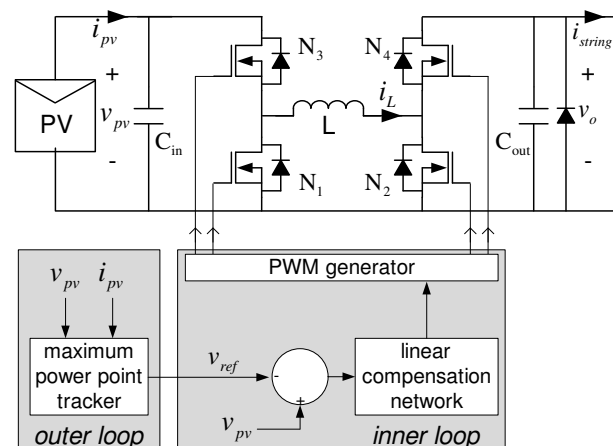 i_pv
N_3
N_4
i_string
PV
+
v_pv
-
C_in
i_L
L
C_out
+
v_o
-
N_1
N_2
PWM generator
v_pv i_pv
maximum
power point
tracker
v_ref
-
+
v_pv
linear
compensation
network
outer loop
inner loop